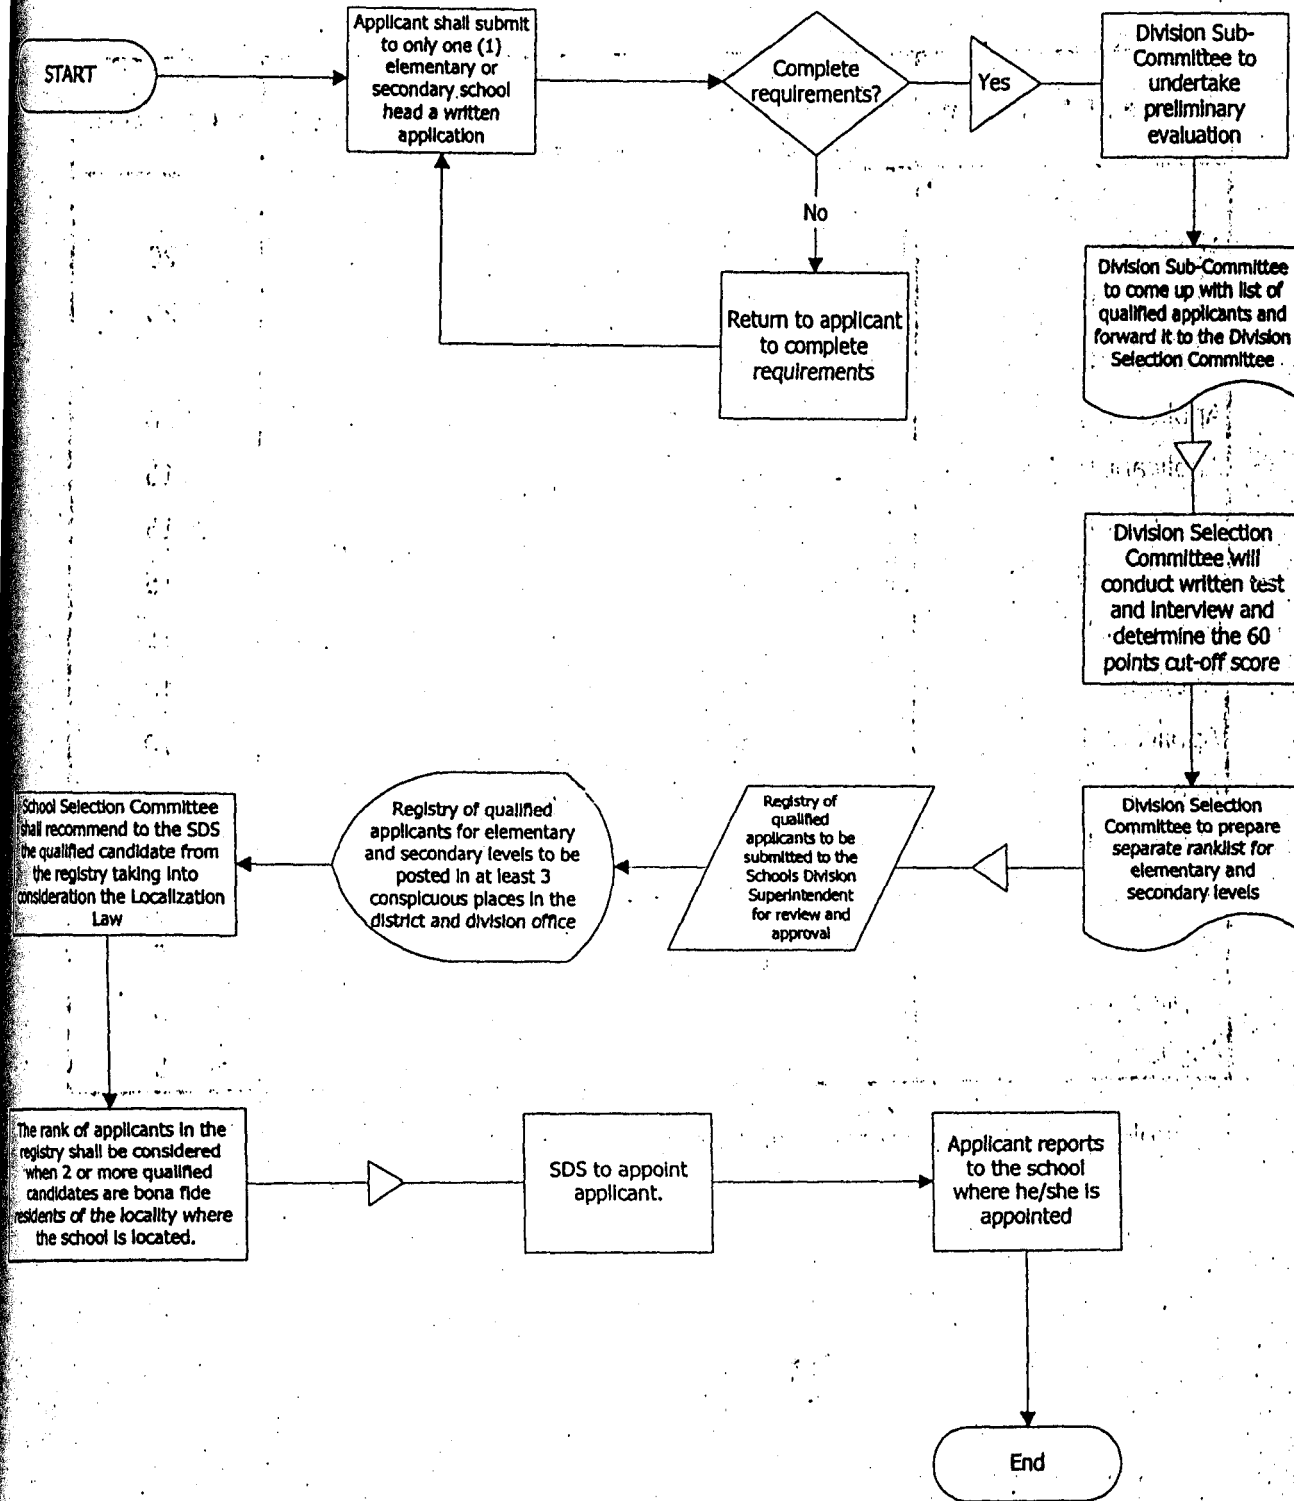 START
Applicant shall submit
to only one (1)
elementary or
secondary school
head a written
application
Complete
requirements?
Yes
Division Sub-
Committee to
undertake
preliminary
evaluation
No
Return to applicant
to complete
requirements
Division Sub-Committee
to come up with list of
qualified applicants and
forward it to the Division
Selection Committee
Division Selection
Committee will
conduct written test
and interview and
determine the 60
points cut-off score
Division Selection
Committee to prepare
separate ranklist for
elementary and
secondary levels
Registry of
qualified
applicants to be
submitted to the
Schools Division
Superintendent
for review and
approval
Registry of qualified
applicants for elementary
and secondary levels to be
posted in at least 3
conspicuous places in the
district and division office
School Selection Committee
shall recommend to the SDS
the qualified candidate from
the registry taking into
consideration the Localization
Law
The rank of applicants in the
registry shall be considered
when 2 or more qualified
candidates are bona fide
residents of the locality where
the school is located.
SDS to appoint
applicant.
Applicant reports
to the school
where he/she is
appointed
End